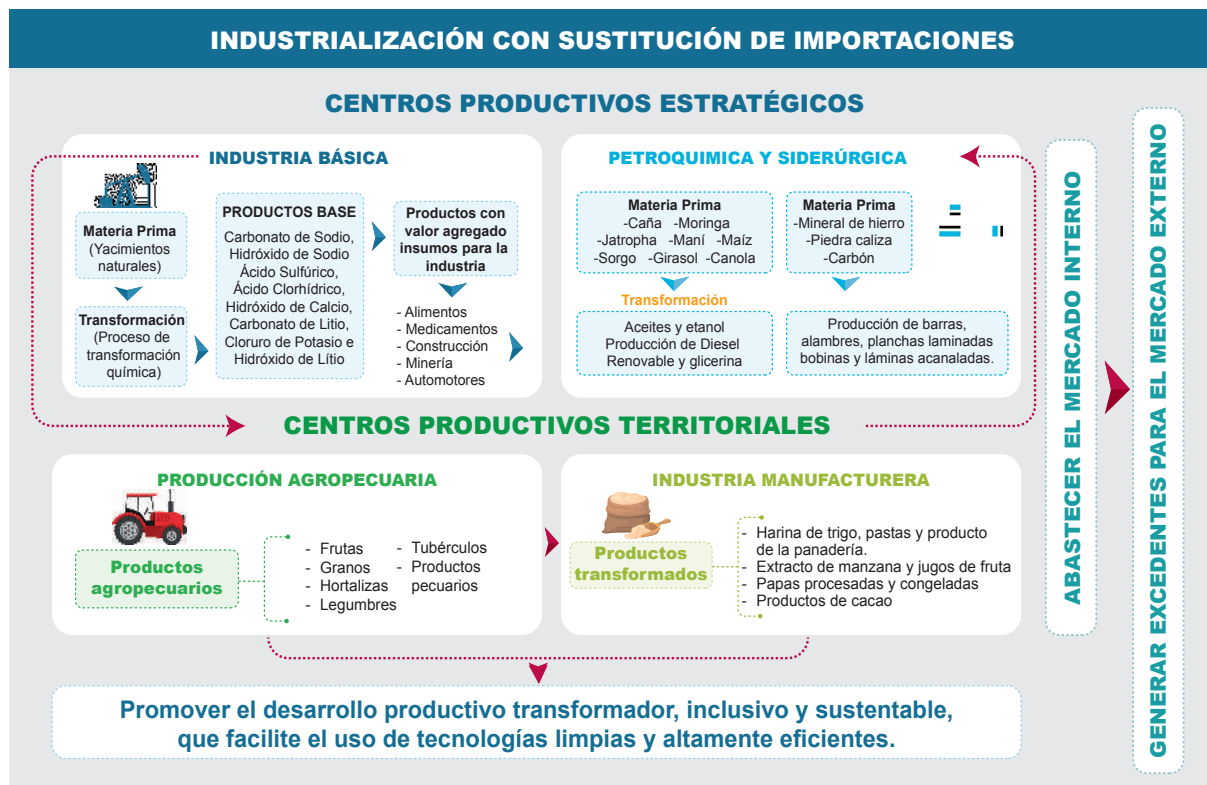 INDUSTRIALIZACIÓN CON SUSTITUCIÓN DE IMPORTACIONES
CENTROS PRODUCTIVOS ESTRATÉGICOS
INDUSTRIA BÁSICA
Materia Prima
(Yacimientos
naturales)
Transformación
(Proceso de
transformación
química)
PRODUCTOS BASE
Carbonato de Sodio,
Hidróxido de Sodio
Ácido Sulfúrico,
Ácido Clorhídrico,
Hidróxido de Calcio,
Carbonato de Litio,
Cloruro de Potasio e
Hidróxido de Lítio
Productos con
valor agregado
insumos para la
industria
- Alimentos
- Medicamentos
- Construcción
- Minería
- Automotores
PETROQUIMICA Y SIDERÚRGICA
Materia Prima
-Caña -Moringa
-Jatropha -Maní -Maíz
-Sorgo -Girasol -Canola
Transformación
Aceites y etanol
Producción de Diesel
Renovable y glicerina
Materia Prima
-Mineral de hierro
-Piedra caliza
-Carbón
Producción de barras,
alambres, planchas laminadas
bobinas y láminas acanaladas.
CENTROS PRODUCTIVOS TERRITORIALES
PRODUCCIÓN AGROPECUARIA
Productos
agropecuarios
- Frutas
- Granos
- Hortalizas
- Legumbres
- Tubérculos
- Productos
pecuarios
INDUSTRIA MANUFACTURERA
Productos
transformados
- Harina de trigo, pastas y producto
de la panadería.
- Extracto de manzana y jugos de fruta
- Papas procesadas y congeladas
- Productos de cacao
Promover el desarrollo productivo transformador, inclusivo y sustentable,
que facilite el uso de tecnologías limpias y altamente eficientes.
ABASTECER EL MERCADO INTERNO
GENERAR EXCEDENTES PARA EL MERCADO EXTERNO